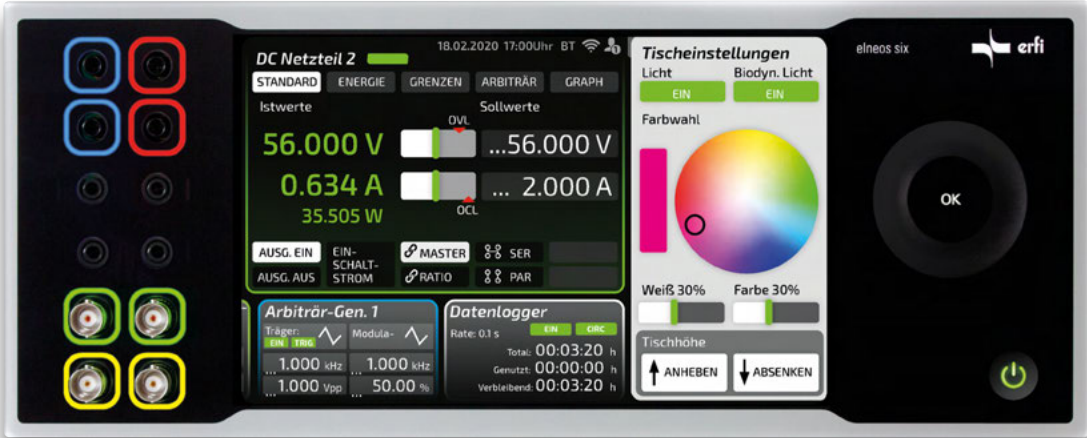 18.02.2020 17:00Uhr BT
DC Netzteil 2
STANDARD ENERGIE GRENZEN ARBITRÄR GRAPH
Istwerte Sollwerte
OVL
56.000 V ...56.000 V
0.634 A ... 2.000 A
OCL
35.505 W
AUSG. EIN EIN-SCHALT-STROM MASTER SER
AUSG. AUS RATIO PAR
Arbiträr-Gen. 1
Träger: Modula-
EIN TRIG
... 1.000 kHz ... 1.000 kHz
... 1.000 Vpp ... 50.00 %
Datenlogger
Rate: 0.1 s EIN CIRC
Total: 00:03:20 h
Genutzt: 00:00:00 h
Verbleibend: 00:03:20 h
Tischeinstellungen
Licht Biodyn. Licht
EIN EIN
Farbwahl
Weiß 30% Farbe 30%
Tischhöhe
ANHEBEN ABSENKEN
elneos six erfi
OK